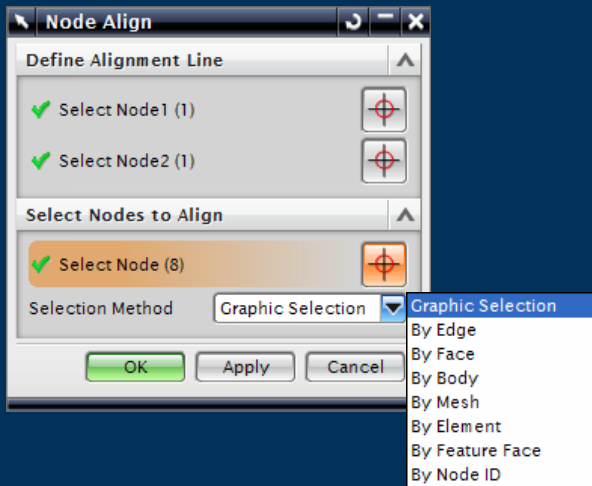 Node Align
Define Alignment Line
Select Node1 (1)
Select Node2 (1)
Select Nodes to Align
Select Node (8)
Selection Method Graphic Selection
Graphic Selection
By Edge
By Face
By Body
By Mesh
By Element
By Feature Face
By Node ID
OK Apply Cancel